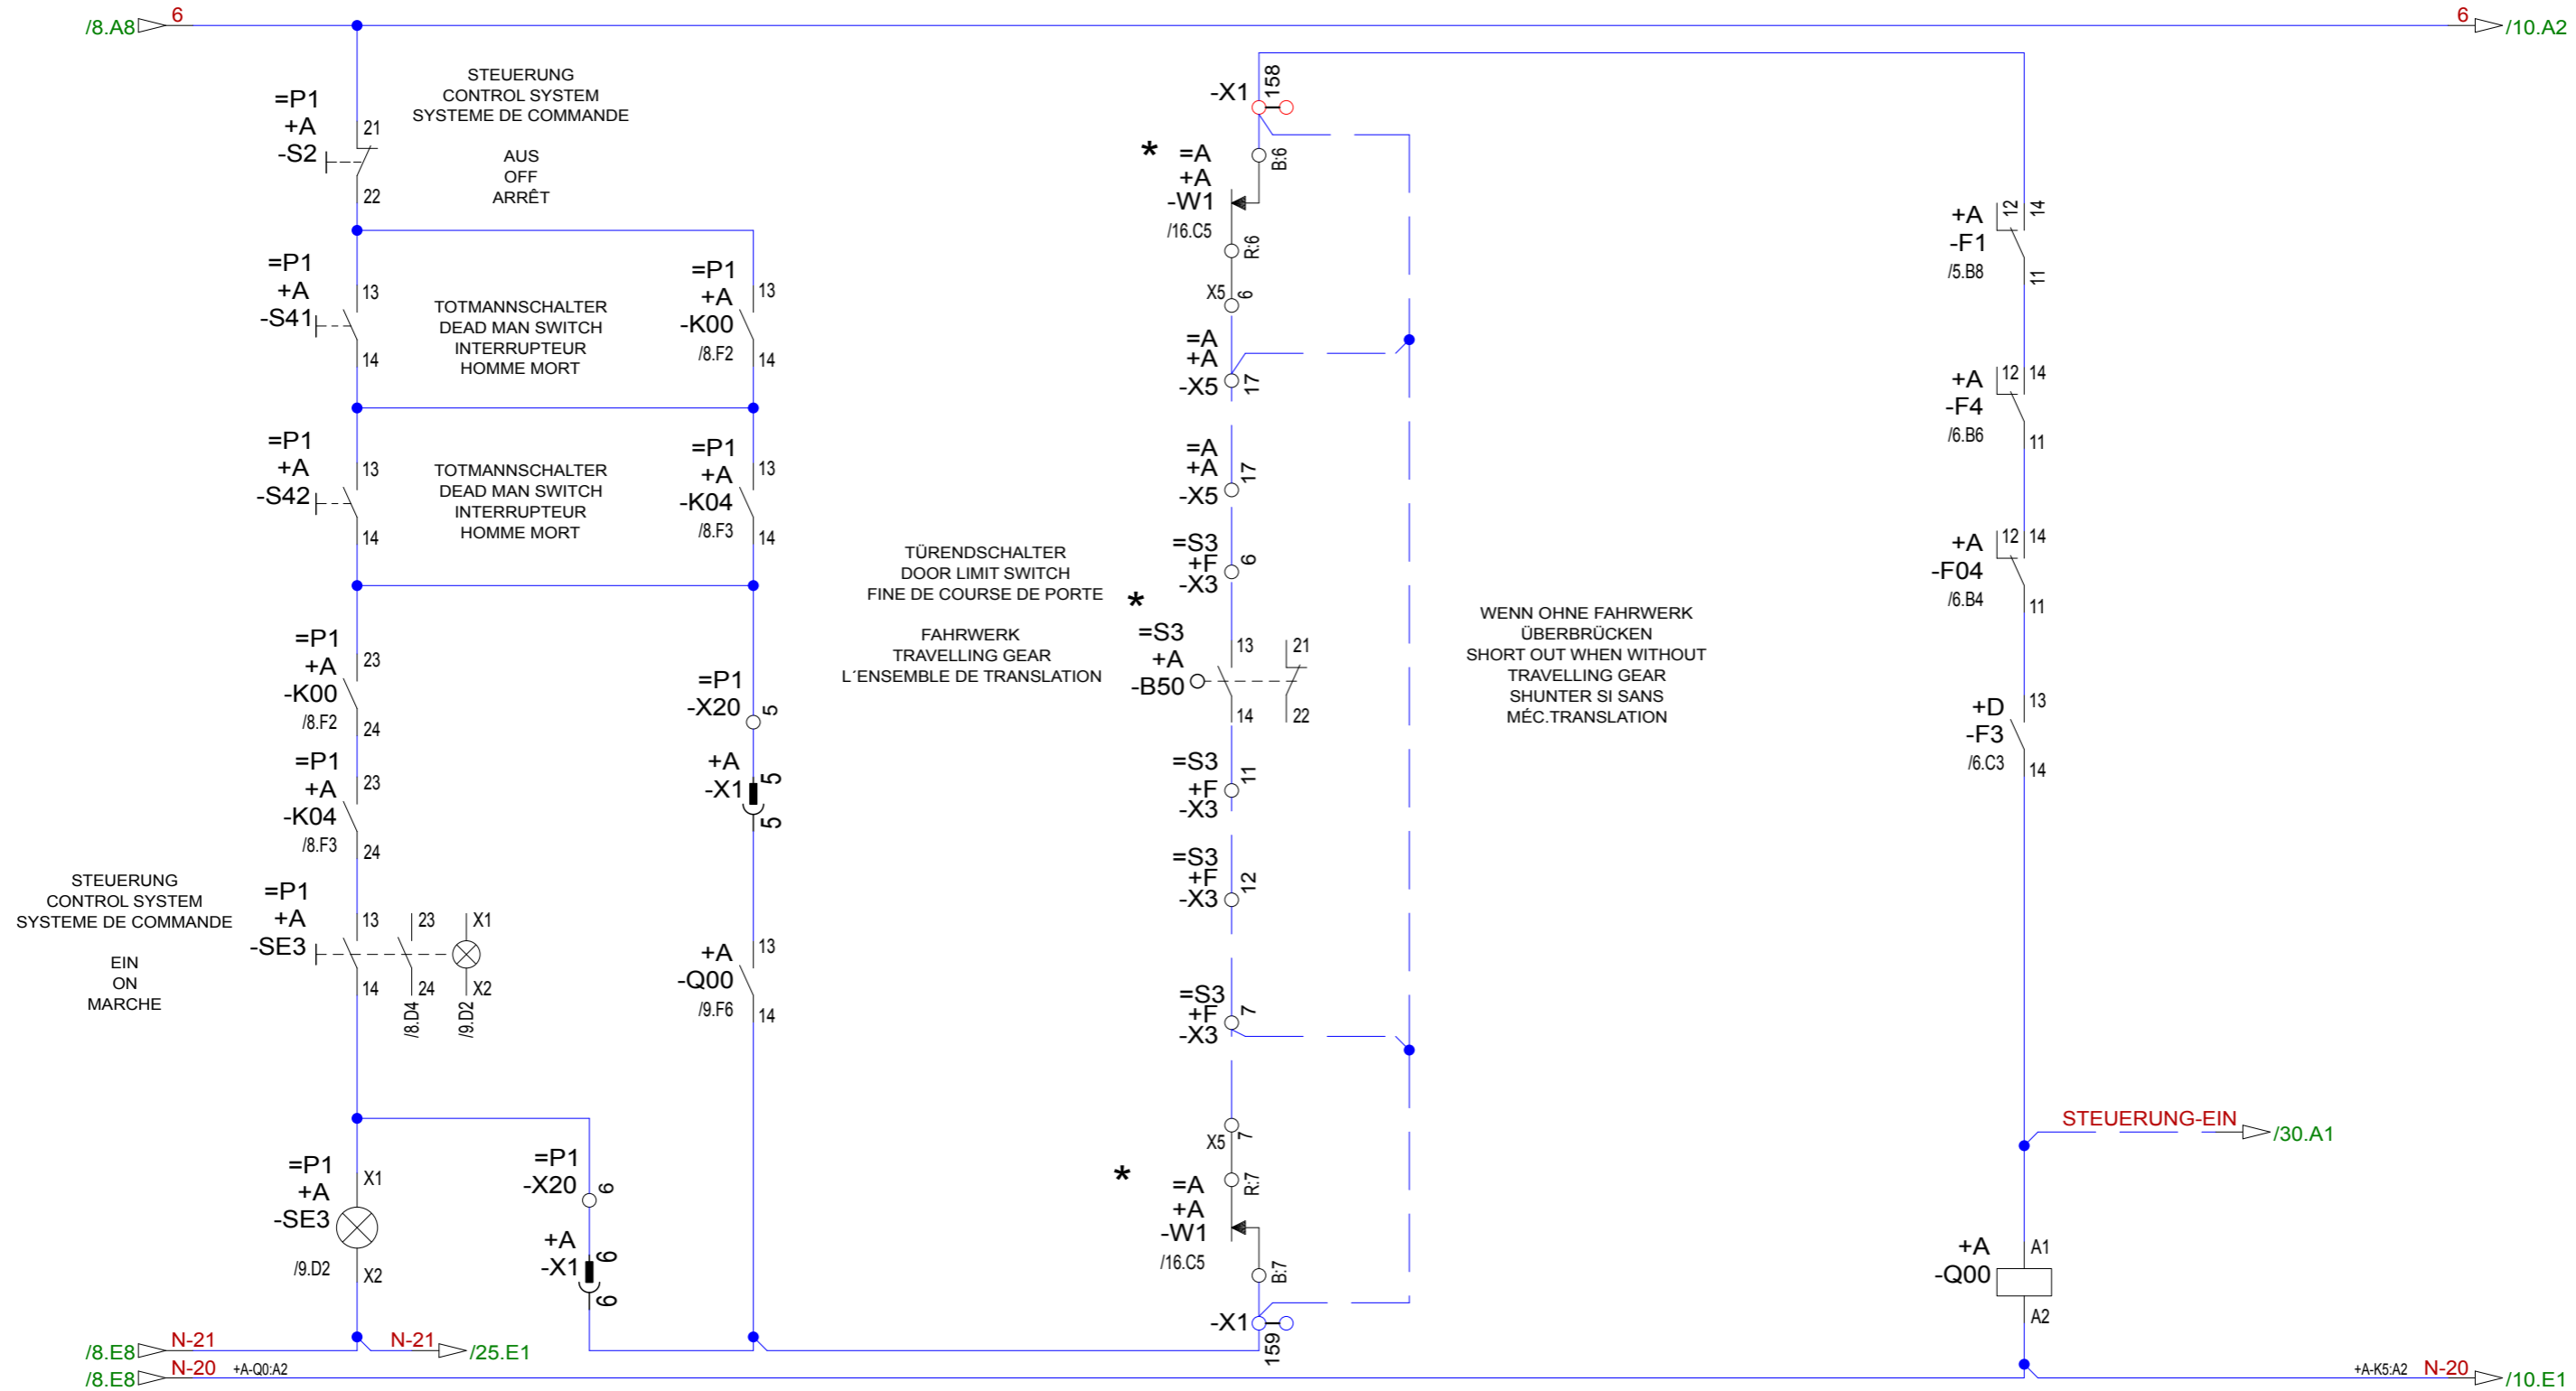 /8.A8
6
6
/10.A2
=P1
+A
-S2
21
22
STEUERUNG
CONTROL SYSTEM
SYSTEME DE COMMANDE
AUS
OFF
ARRÊT
=P1
+A
-S41
13
14
TOTMANNSCHALTER
DEAD MAN SWITCH
INTERRUPTEUR
HOMME MORT
=P1
+A
-K00
/8.F2
13
14
=P1
+A
-S42
13
14
TOTMANNSCHALTER
DEAD MAN SWITCH
INTERRUPTEUR
HOMME MORT
=P1
+A
-K04
/8.F3
13
14
=P1
+A
-K00
/8.F2
23
24
=P1
+A
-K04
/8.F3
23
24
STEUERUNG
CONTROL SYSTEM
SYSTEME DE COMMANDE
EIN
ON
MARCHE
=P1
+A
-SE3
13
14
23
24
/8.D4
X1
X2
/9.D2
=P1
+A
-SE3
/9.D2
X1
X2
=P1
-X20
6
+A
-X1
6
6
=P1
-X20
5
+A
-X1
5
5
+A
-Q00
/9.F6
13
14
-X1
158
*
=A
+A
-W1
/16.C5
B:6
R:6
X5
6
=A
+A
-X5
17
=A
+A
-X5
17
=S3
+F
-X3
6
TÜRENDSCHALTER
DOOR LIMIT SWITCH
FINE DE COURSE DE PORTE
FAHRWERK
TRAVELLING GEAR
L´ENSEMBLE DE TRANSLATION
*
=S3
+A
-B50
13
14
21
22
=S3
+F
-X3
11
=S3
+F
-X3
12
=S3
+F
-X3
7
X5
7
*
=A
+A
-W1
/16.C5
R:7
B:7
-X1
159
WENN OHNE FAHRWERK
ÜBERBRÜCKEN
SHORT OUT WHEN WITHOUT
TRAVELLING GEAR
SHUNTER SI SANS
MÉC.TRANSLATION
+A
-F1
/5.B8
12
14
11
+A
-F4
/6.B6
12
14
11
+A
-F04
/6.B4
12
14
11
+D
-F3
/6.C3
13
14
STEUERUNG-EIN
/30.A1
+A
-Q00
A1
A2
/8.E8
N-21
N-21
/25.E1
/8.E8
N-20
+A-Q0:A2
+A-K5:A2
N-20
/10.E1